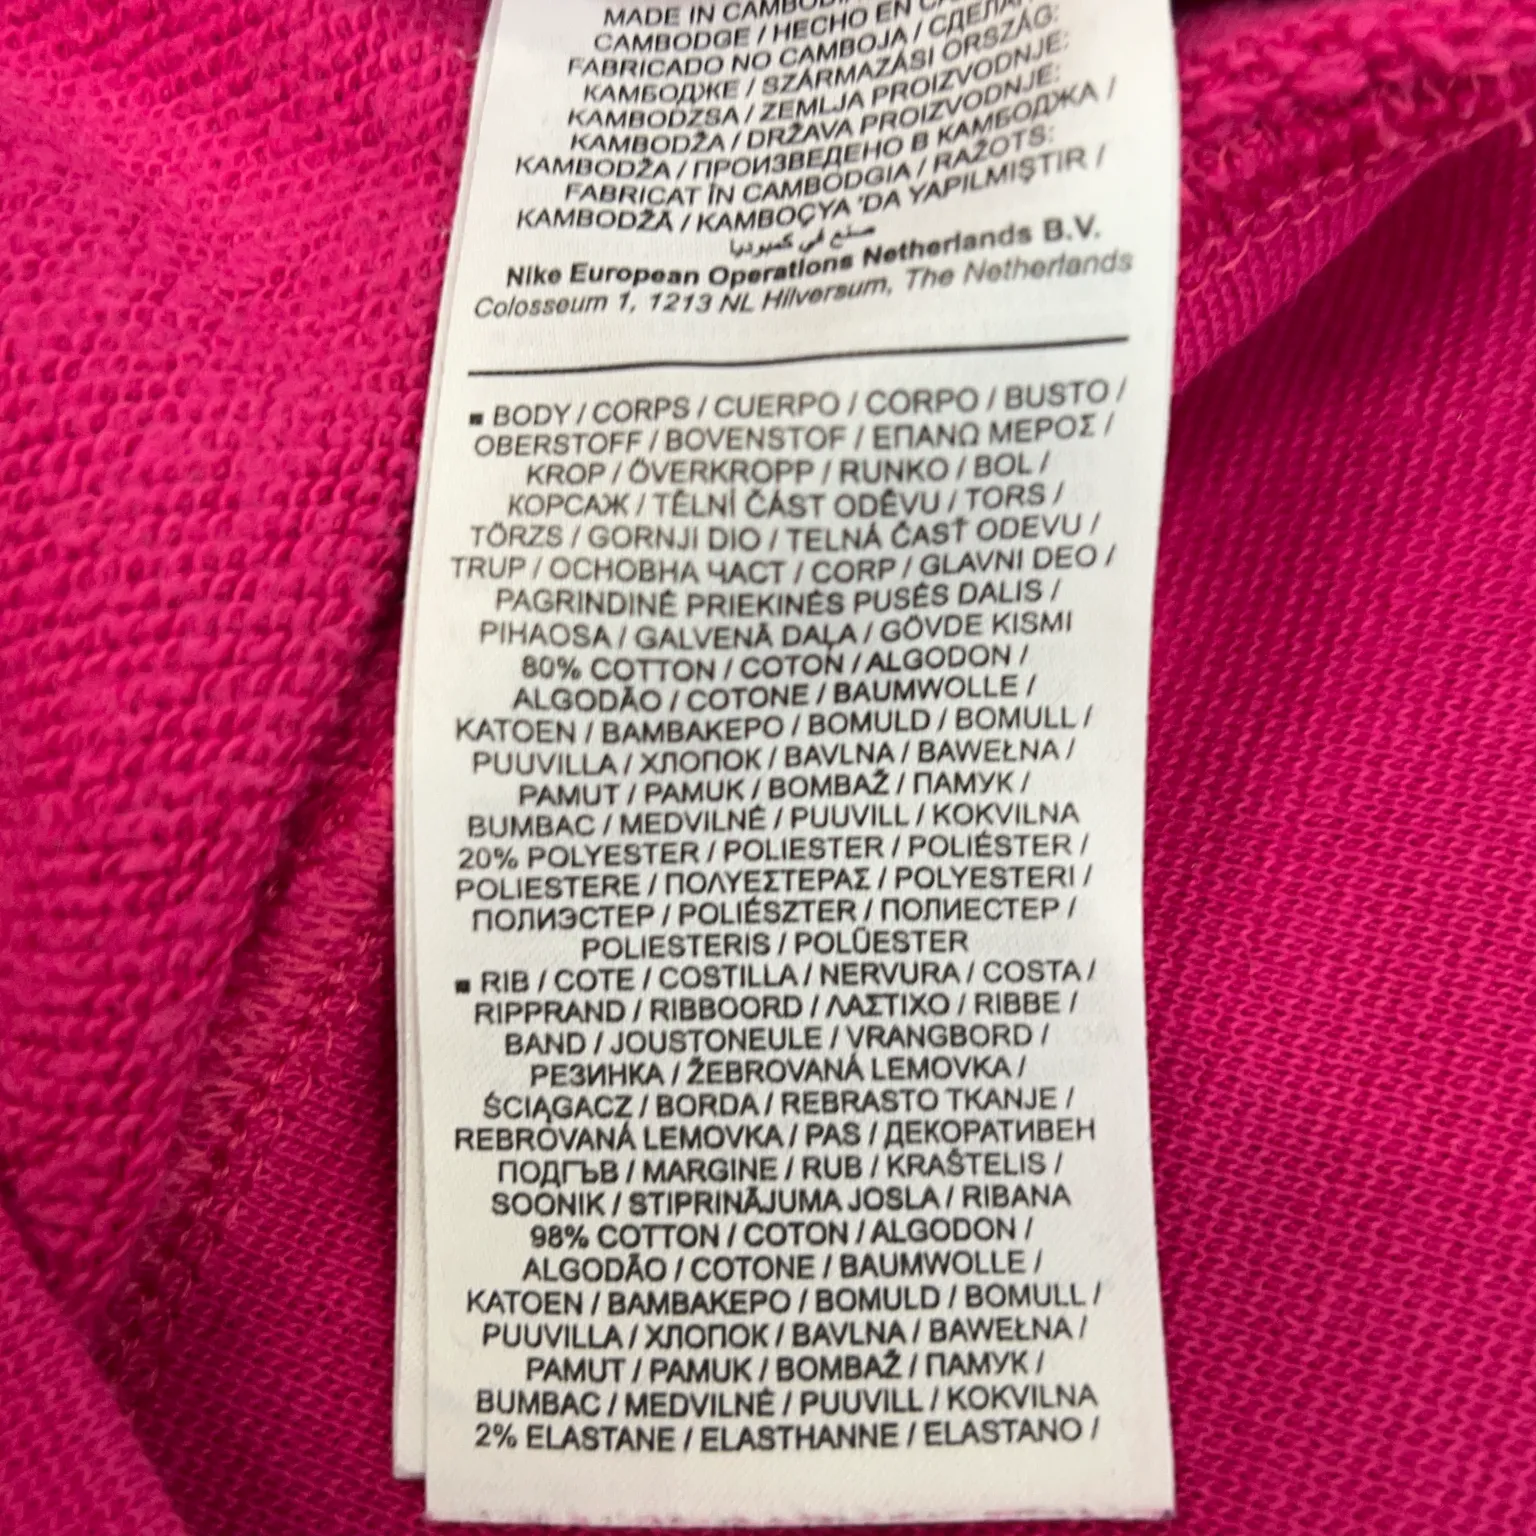 MADE IN
CAMBODGE / HECHO EN
FABRICADO NO CAMBOJA /
КАМБОДЖЕ / SZÁRMAZÁSI ORSZÁG:
KAMBODZSA / ZEMLJA PROIZVODNJE:
KAMBODŽA / DRŽAVA PROIZVODNJE:
KAMBODŽA / ПРОИЗВЕДЕНО В КАМБОДЖА /
FABRICAT ÎN CAMBODGIA / RAŽOTS:
KAMBODŽĀ / KAMBOÇYA 'DA YAPILMIŞTIR /
صنع في كمبوديا
Nike European Operations Netherlands B.V.
Colosseum 1, 1213 NL Hilversum, The Netherlands
▪ BODY / CORPS / CUERPO / CORPO / BUSTO /
OBERSTOFF / BOVENSTOF / ΕΠΑΝΩ ΜΕΡΟΣ /
KROP / ÖVERKROPP / RUNKO / BOL /
КОРСАЖ / TĚLNÍ ČÁST ODĚVU / TORS /
TÖRZS / GORNJI DIO / TELNÁ ČASŤ ODEVU /
TRUP / ОСНОВНА ЧАСТ / CORP / GLAVNI DEO /
PAGRINDINĖ PRIEKINĖS PUSĖS DALIS /
PIHAOSA / GALVENĀ DAĻA / GÖVDE KISMI
80% COTTON / COTON / ALGODON /
ALGODÃO / COTONE / BAUMWOLLE /
KATOEN / ΒΑΜΒΑΚΕΡΟ / BOMULD / BOMULL /
PUUVILLA / ХЛОПОК / BAVLNA / BAWEŁNA /
PAMUT / PAMUK / BOMBAŽ / ПАМУК /
BUMBAC / MEDVILNĖ / PUUVILL / KOKVILNA
20% POLYESTER / POLIESTER / POLIÉSTER /
POLIESTERE / ΠΟΛΥΕΣΤΕΡΑΣ / POLYESTERI /
ПОЛИЭСТЕР / POLIÉSZTER / ПОЛИЕСТЕР /
POLIESTERIS / POLÜESTER
▪ RIB / COTE / COSTILLA / NERVURA / COSTA /
RIPPRAND / RIBBOORD / ΛΑΣΤΙΧΟ / RIBBE /
BAND / JOUSTONEULE / VRANGBORD /
РЕЗИНКА / ŽEBROVANÁ LEMOVKA /
ŚCIĄGACZ / BORDA / REBRASTO TKANJE /
REBROVANÁ LEMOVKA / PAS / ДЕКОРАТИВЕН
ПОДГЪВ / MARGINE / RUB / KRAŠTELIS /
SOONIK / STIPRINĀJUMA JOSLA / RIBANA
98% COTTON / COTON / ALGODON /
ALGODÃO / COTONE / BAUMWOLLE /
KATOEN / ΒΑΜΒΑΚΕΡΟ / BOMULD / BOMULL /
PUUVILLA / ХЛОПОК / BAVLNA / BAWEŁNA /
PAMUT / PAMUK / BOMBAŽ / ПАМУК /
BUMBAC / MEDVILNĖ / PUUVILL / KOKVILNA
2% ELASTANE / ELASTHANNE / ELASTANO /